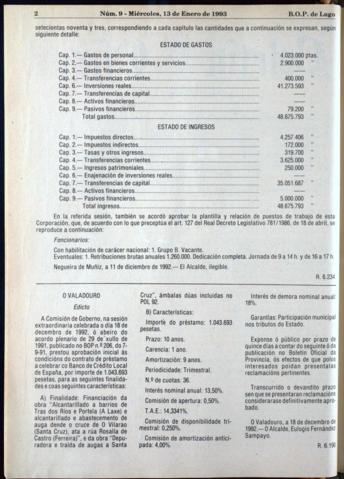 2 Núm. 9 - Miércoles, 13 de Enero de 1993 B.O.P. de Lugo
setecientas noventa y tres, correspondiendo a cada capítulo las cantidades que a continuación se expresan, según
siguiente detalle:
ESTADO DE GASTOS
Cap. 1.— Gastos de personal 4.023.000 ptas.
Cap. 2.— Gastos en bienes corrientes y servicios 2.900.000 "
Cap. 3.— Gastos financieros ——
Cap. 4.— Transferencias corrientes 400.000 "
Cap. 6.— Inversiones reales 41.273.593 "
Cap. 7.— Transferencias de capital ——
Cap. 8.— Activos financieros ——
Cap. 9.— Pasivos financieros 79.200 "
Total gastos 48.675.793 "
ESTADO DE INGRESOS
Cap. 1.— Impuestos directos 4.257.406 "
Cap. 2.— Impuestos indirectos 172.000 "
Cap. 3.— Tasas y otros ingresos 319.700 "
Cap. 4.— Transferencias corrientes 3.625.000 "
Cap. 5.— Ingresos patrimoniales 250.000 "
Cap. 6.— Enajenación de inversiones reales ——
Cap. 7.— Transferencias de capital 35.051.687 "
Cap. 8.— Activos financieros ——
Cap. 9.— Pasivos financieros 5.000.000 "
Total ingresos 48.675.793 "
En la referida sesión, también se acordó aprobar la plantilla y relación de puestos de trabajo de esta
Corporación, que, de acuerdo con lo que preceptúa el art. 127 del Real Decreto Legislativo 781/1986, de 18 de abril, se
reproduce a continuación:
Funcionarios:
Con habilitación de carácter nacional: 1. Grupo B. Vacante.
Eventuales: 1. Retribuciones brutas anuales 1.260.000. Dedicación completa. Jornada de 9 a 14 h. y de 16 a 17 h.
Negueira de Muñiz, a 11 de diciembre de 1992.— El Alcalde, ilegible.
R. 6.234
O VALADOURO
Edicto
A Comisión de Goberno, na sesión
extraordinaria celebrada o día 18 de
decembro de 1992, ó abeiro do
acordo plenario de 29 de xullo de
1991, publicado no BOP n.º 206, do 7-
9-91, prestou aprobación inicial ás
condicións do contrato de préstamo
a celebrar co Banco de Crédito Local
de España, por importe de 1.043.693
pesetas, para as seguintes finalida-
des e coas seguintes características:
A) Finalidade: Financiación da
obra "Alcantarillado a barrios de
Tras dos Ríos e Portela (A Laxe) e
alcantarillado e abastecemento de
auga dende o cruce de O Vilarao
(Santa Cruz), ata a rúa Rosalía de
Castro (Ferreira)", e da obra "Depu-
radora e traída de augas a Santa
Cruz", ámbalas dúas incluídas no
POL 92.
B) Características:
Importe do préstamo: 1.043.693
pesetas.
Prazo: 10 anos.
Carencia: 1 ano.
Amortización: 9 anos.
Periodicidade: Trimestral.
N.º de cuotas: 36.
Interés nominal anual: 13,50%.
Comisión de apertura: 0,50%.
T.A.E.: 14,3341%.
Comisión de dispoñibilidade tri-
mestral: 0,250%.
Comisión de amortización antici-
pada: 4,00%.
Interés de demora nominal anual:
18%.
Garantías: Participación municipal
nos tributos do Estado.
Exponse ó público por prazo de
quince días a contar do seguinte ó da
publicación no Boletín Oficial da
Provincia, ós efectos de que polos
interesados poidan presentalas
reclamacións pertinentes.
Transcurrido o devandito prazo
sen que se presentaran reclamacións
considerarase definitivamente apro-
bado.
O Valadouro, a 18 de decembro de
1992.— O Alcalde, Eulogio Fernández
Sampayo.
R. 6.190